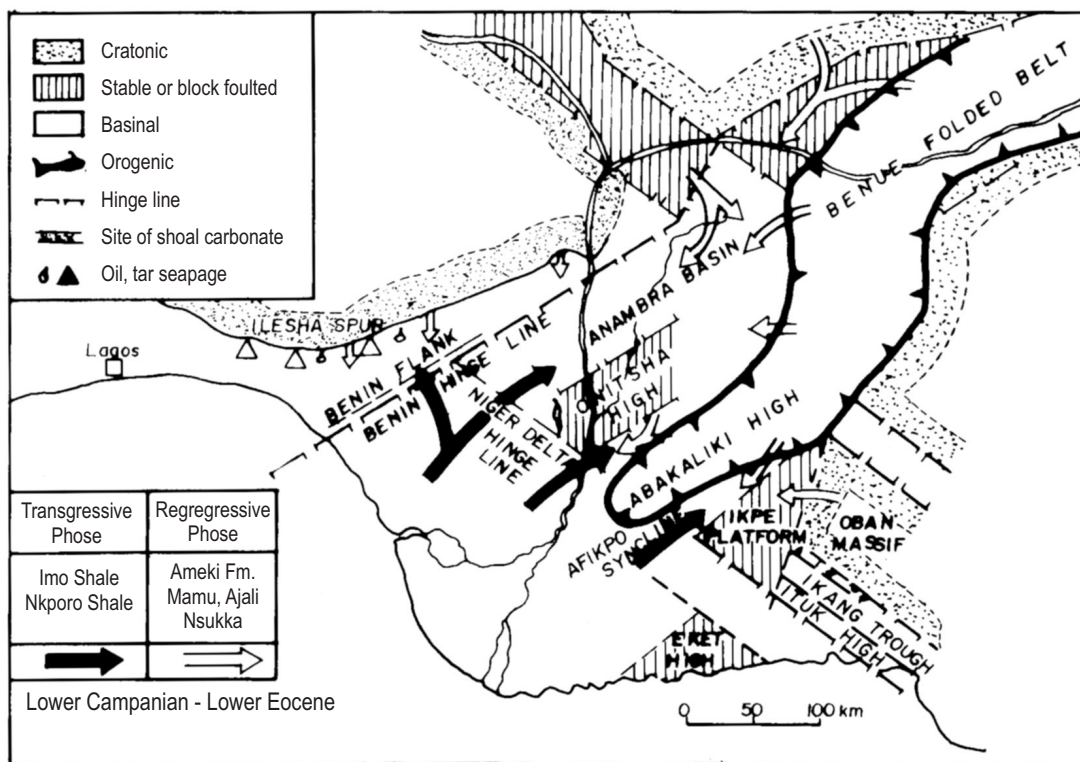 Cratonic
Stable or block foulted
Basinal
Orogenic
Hinge line
Site of shoal carbonate
Oil, tar seapage
BENUE FOLDED BELT
ILESHA SPUR
Lagos
BENIN FLANK
BENIN HINGE LINE
ANAMBRA BASIN
ONITSHA
HIGH
NIGER DELT
HINGE
LINE
ABAKALIKI HIGH
AFIKPO
SYNCLINE
IKPE
PLATFORM
OBAN
MASSIF
IKANG TROUGH
ITUK HIGH
EKET
HIGH
0 50 100 km
Transgressive
Phose
Regregressive
Phose
Imo Shale
Nkporo Shale
Ameki Fm.
Mamu, Ajali
Nsukka
Lower Campanian - Lower Eocene